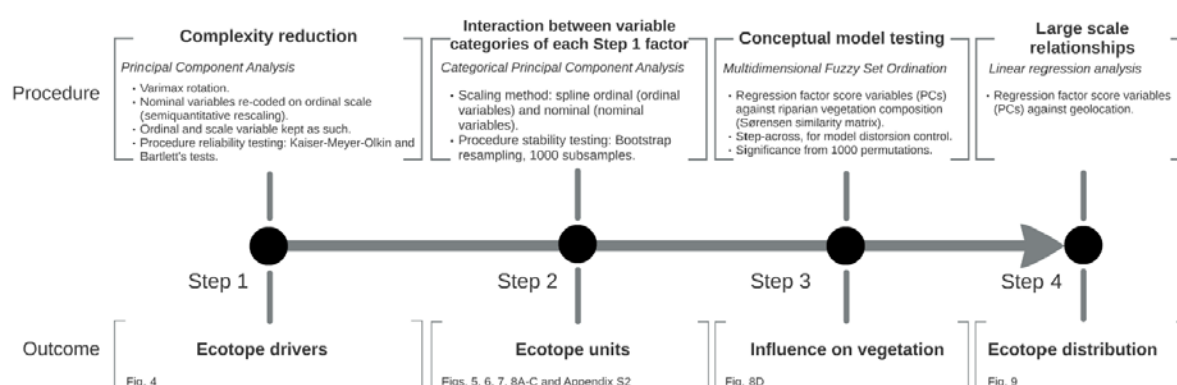 Procedure
Complexity reduction
Principal Component Analysis
• Varimax rotation.
• Nominal variables re-coded on ordinal scale
(semiquantitative rescaling).
• Ordinal and scale variable kept as such.
• Procedure reliability testing: Kaiser-Meyer-Olkin and
Bartlett's tests.
Interaction between variable
categories of each Step 1 factor
Categorical Principal Component Analysis
• Scaling method: spline ordinal (ordinal
variables) and nominal (nominal
variables).
• Procedure stability testing: Bootstrap
resampling, 1000 subsamples.
Conceptual model testing
Multidimensional Fuzzy Set Ordination
• Regression factor score variables (PCs)
against riparian vegetation composition
(Sørensen similarity matrix).
• Step-across, for model distorsion control.
• Significance from 1000 permutations.
Large scale
relationships
Linear regression analysis
• Regression factor score variables
(PCs) against geolocation.
Step 1
Step 2
Step 3
Step 4
Outcome
Ecotope drivers
Fig. 4
Ecotope units
Figs. 5, 6, 7, 8A-C and Appendix S2
Influence on vegetation
Fig. 8D
Ecotope distribution
Fig. 9